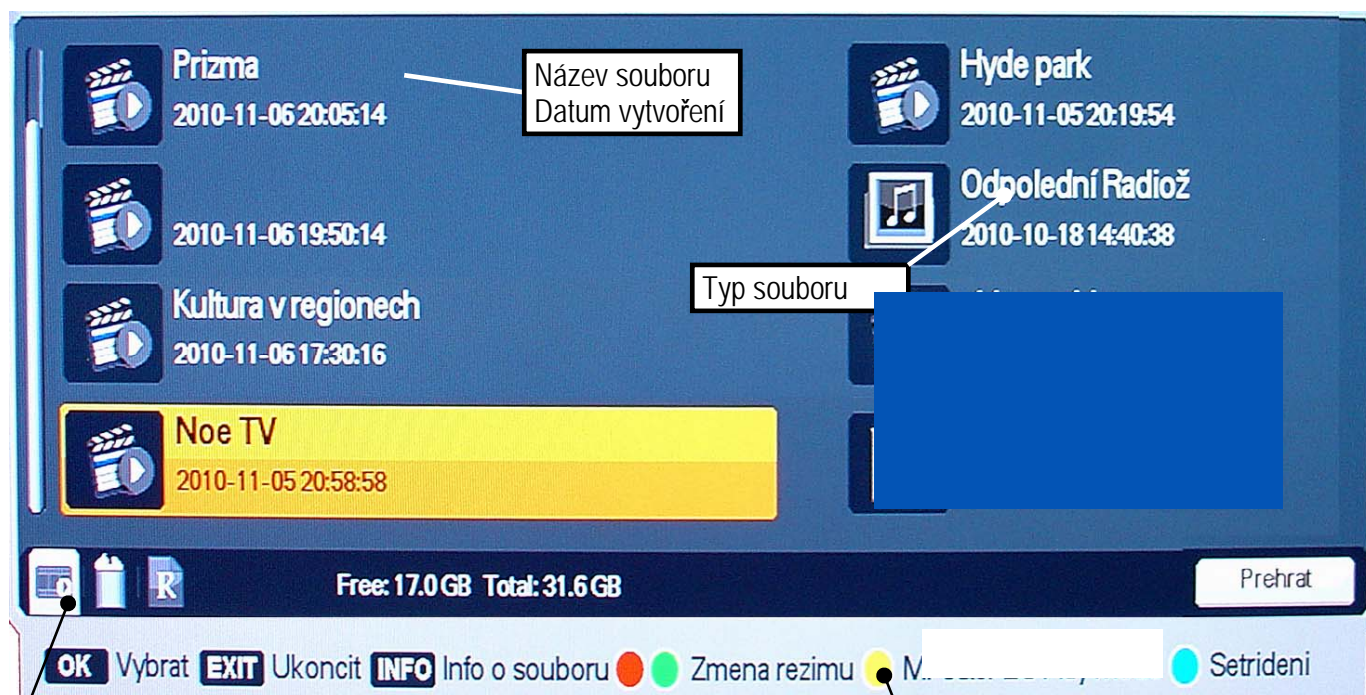 Prizma
2010-11-06 20:05:14
Název souboru
Datum vytvoření
Hyde park
2010-11-05 20:19:54
2010-11-06 19:50:14
Odpolední Radiož
2010-10-18 14:40:38
Typ souboru
Kultura v regionech
2010-11-06 17:30:16
Noe TV
2010-11-05 20:58:58
R
Free: 17.0 GB Total: 31.6 GB
Prehrat
OK Vybrat EXIT Ukoncit INFO Info o souboru Zmena rezimu Setrideni